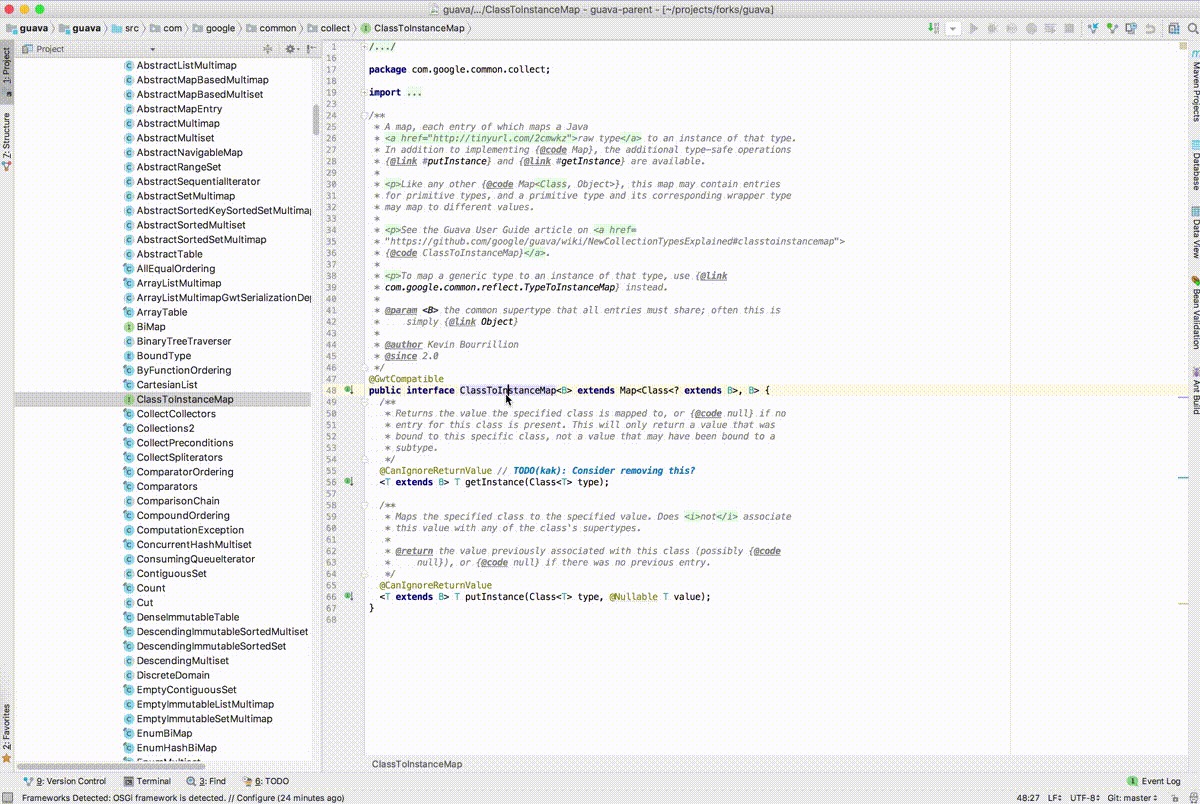 guava/.../ClassToInstanceMap - guava-parent - [~/projects/forks/guava]
guava guava src com google common collect ClassToInstanceMap
Project
1: Project
Z: Structure
2: Favorites
AbstractListMultimap
AbstractMapBasedMultimap
AbstractMapBasedMultiset
AbstractMapEntry
AbstractMultimap
AbstractMultiset
AbstractNavigableMap
AbstractRangeSet
AbstractSequentialIterator
AbstractSetMultimap
AbstractSortedKeySortedSetMultimap
AbstractSortedMultiset
AbstractSortedSetMultimap
AbstractTable
AllEqualOrdering
ArrayListMultimap
ArrayListMultimapGwtSerializationDep
ArrayTable
BiMap
BinaryTreeTraverser
BoundType
ByFunctionOrdering
CartesianList
ClassToInstanceMap
CollectCollectors
Collections2
CollectPreconditions
CollectSpliterators
ComparatorOrdering
Comparators
ComparisonChain
CompoundOrdering
ComputationException
ConcurrentHashMultiset
ConsumingQueueIterator
ContiguousSet
Count
Cut
DenseImmutableTable
DescendingImmutableSortedMultiset
DescendingImmutableSortedSet
DescendingMultiset
DiscreteDomain
EmptyContiguousSet
EmptyImmutableListMultimap
EmptyImmutableSetMultimap
EnumBiMap
EnumHashBiMap
EnumMultiset
1 /.../
16
17 package com.google.common.collect;
18
19 import ...
23
24 /**
25 * A map, each entry of which maps a Java
26 * <a href="http://tinyurl.com/2cmwkz">raw type</a> to an instance of that type.
27 * In addition to implementing {@code Map}, the additional type-safe operations
28 * {@link #putInstance} and {@link #getInstance} are available.
29 *
30 * <p>Like any other {@code Map<Class, Object>}, this map may contain entries
31 * for primitive types, and a primitive type and its corresponding wrapper type
32 * may map to different values.
33 *
34 * <p>See the Guava User Guide article on <a href=
35 * "https://github.com/google/guava/wiki/NewCollectionTypesExplained#classtoinstancemap">
36 * {@code ClassToInstanceMap}</a>.
37 *
38 * <p>To map a generic type to an instance of that type, use {@link
39 * com.google.common.reflect.TypeToInstanceMap} instead.
40 *
41 * @param <B> the common supertype that all entries must share; often this is
42 * simply {@link Object}
43 *
44 * @author Kevin Bourrillion
45 * @since 2.0
46 */
47 @GwtCompatible
48 public interface ClassToInstanceMap<B> extends Map<Class<? extends B>, B> {
49 /**
50 * Returns the value the specified class is mapped to, or {@code null} if no
51 * entry for this class is present. This will only return a value that was
52 * bound to this specific class, not a value that may have been bound to a
53 * subtype.
54 */
55 @CanIgnoreReturnValue // TODO(kak): Consider removing this?
56 <T extends B> T getInstance(Class<T> type);
57
58 /**
59 * Maps the specified class to the specified value. Does <i>not</i> associate
60 * this value with any of the class's supertypes.
61 *
62 * @return the value previously associated with this class (possibly {@code
63 * null}), or {@code null} if there was no previous entry.
64 */
65 @CanIgnoreReturnValue
66 <T extends B> T putInstance(Class<T> type, @Nullable T value);
67 }
68
ClassToInstanceMap
Maven Projects
Database
Data View
Bean Validation
Ant Build
9: Version Control Terminal 3: Find 6: TODO Event Log
Frameworks Detected: OSGi framework is detected. // Configure (24 minutes ago) 48:27 LF÷ UTF-8÷ Git: master÷